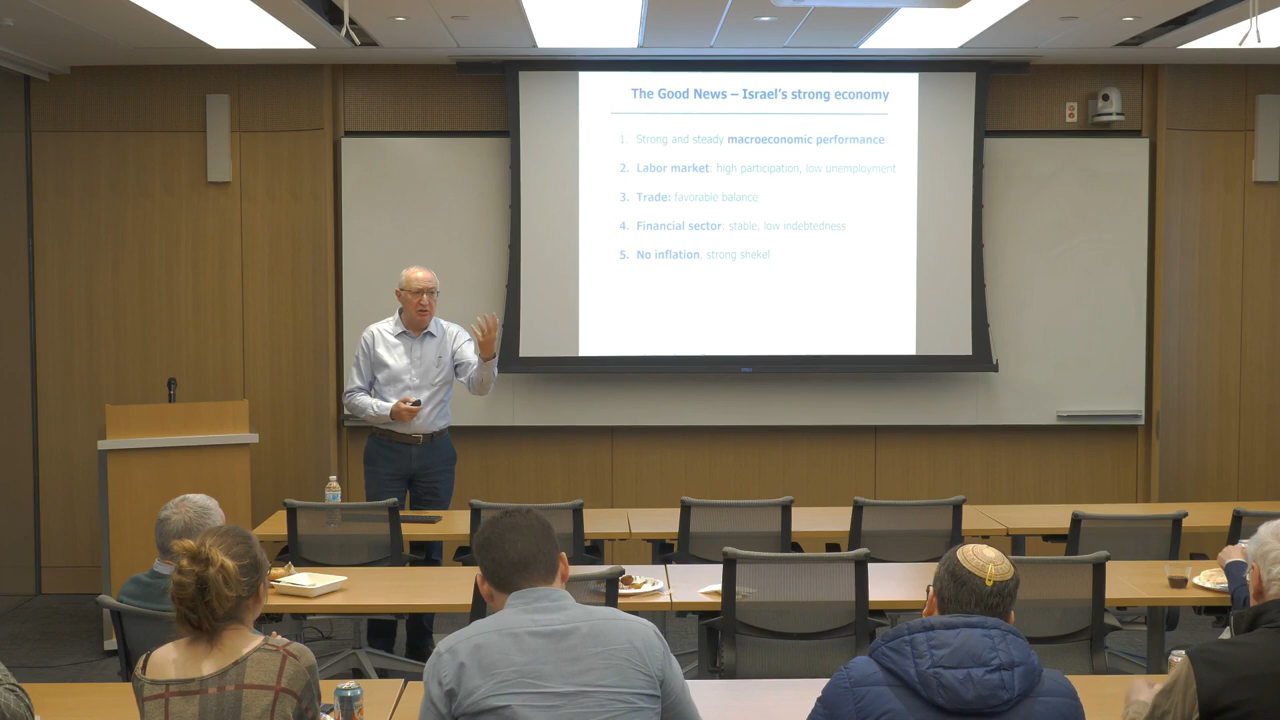 The Good News – Israel's strong economy
1. Strong and steady macroeconomic performance
2. Labor market: high participation, low unemployment
3. Trade: favorable balance
4. Financial sector: stable, low indebtedness
5. No inflation, strong shekel